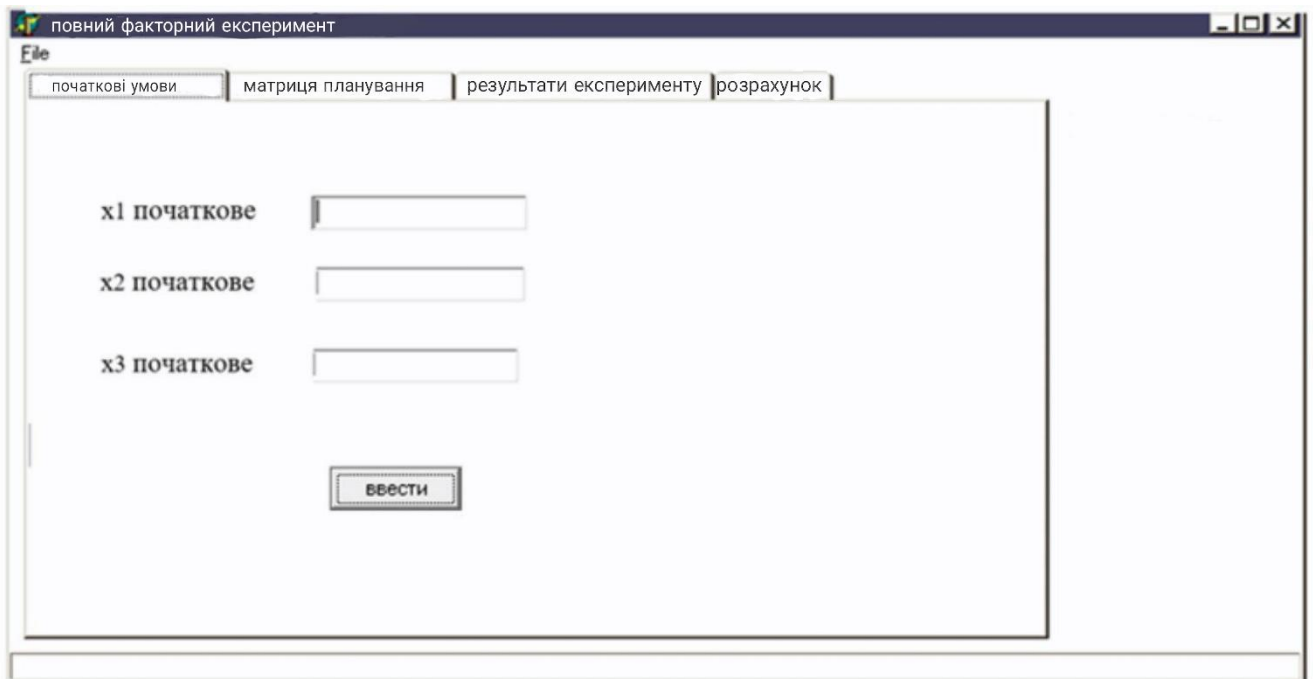 повний факторний експеримент
File
початкові умови матриця планування результати експерименту розрахунок
x1 початкове
x2 початкове
x3 початкове
ввести